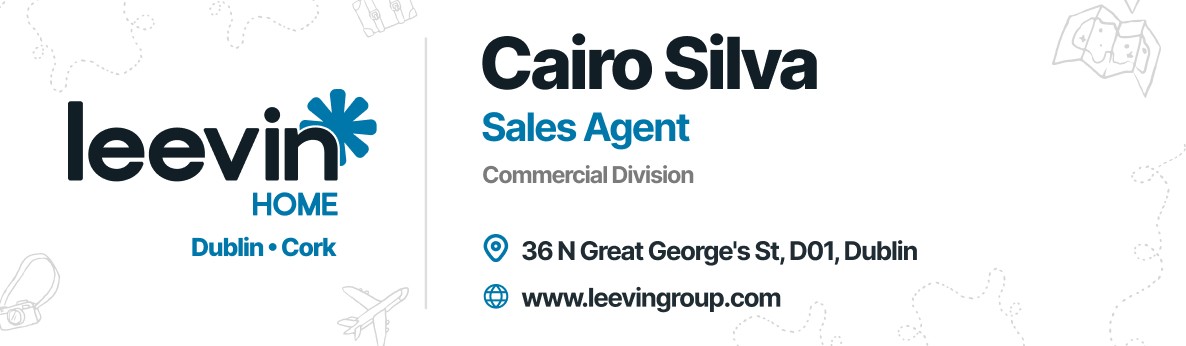 leevin
HOME
Dublin • Cork
Cairo Silva
Sales Agent
Commercial Division
36 N Great George's St, D01, Dublin
www.leevingroup.com